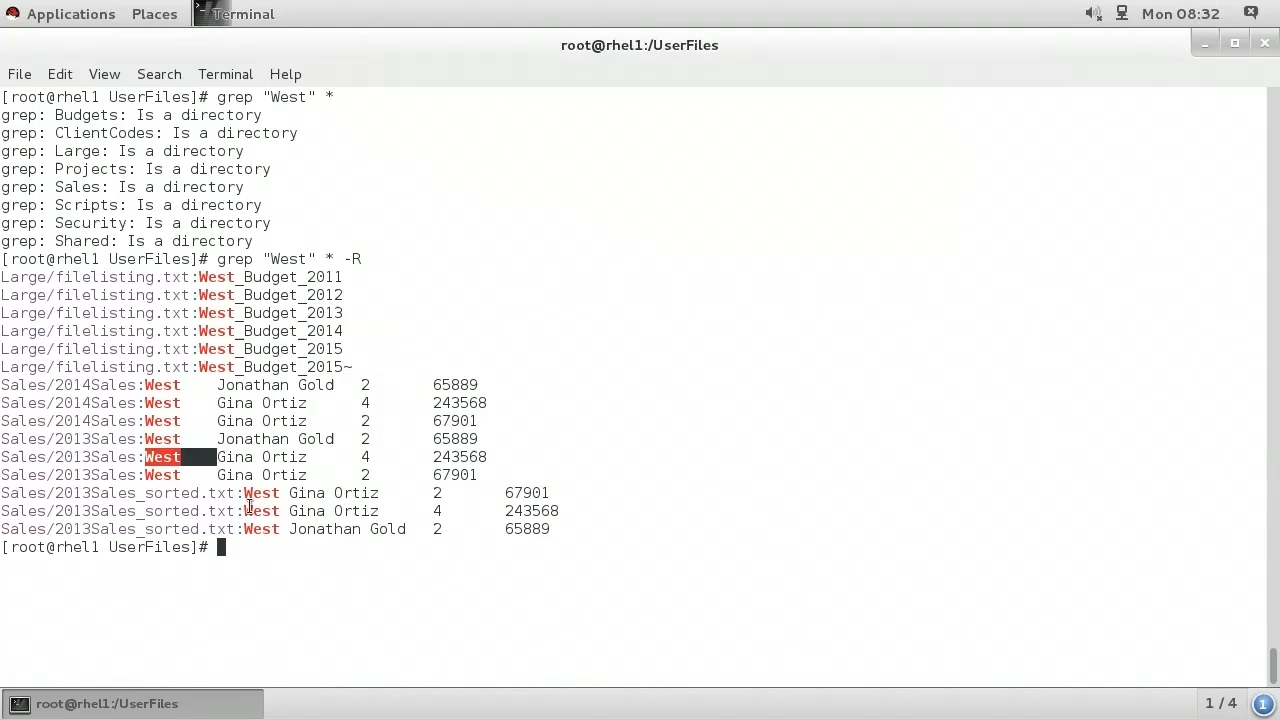 Applications Places Terminal Mon 08:32
root@rhel1:/UserFiles
File Edit View Search Terminal Help
[root@rhel1 UserFiles]# grep "West" *
grep: Budgets: Is a directory
grep: ClientCodes: Is a directory
grep: Large: Is a directory
grep: Projects: Is a directory
grep: Sales: Is a directory
grep: Scripts: Is a directory
grep: Security: Is a directory
grep: Shared: Is a directory
[root@rhel1 UserFiles]# grep "West" * -R
Large/filelisting.txt:West_Budget_2011
Large/filelisting.txt:West_Budget_2012
Large/filelisting.txt:West_Budget_2013
Large/filelisting.txt:West_Budget_2014
Large/filelisting.txt:West_Budget_2015
Large/filelisting.txt:West_Budget_2015~
Sales/2014Sales:West    Jonathan Gold   2       65889
Sales/2014Sales:West    Gina Ortiz      4       243568
Sales/2014Sales:West    Gina Ortiz      2       67901
Sales/2013Sales:West    Jonathan Gold   2       65889
Sales/2013Sales:West    Gina Ortiz      4       243568
Sales/2013Sales:West    Gina Ortiz      2       67901
Sales/2013Sales_sorted.txt:West Gina Ortiz      2       67901
Sales/2013Sales_sorted.txt:West Gina Ortiz      4       243568
Sales/2013Sales_sorted.txt:West Jonathan Gold   2       65889
[root@rhel1 UserFiles]#
root@rhel1:/UserFiles 1 / 4 1